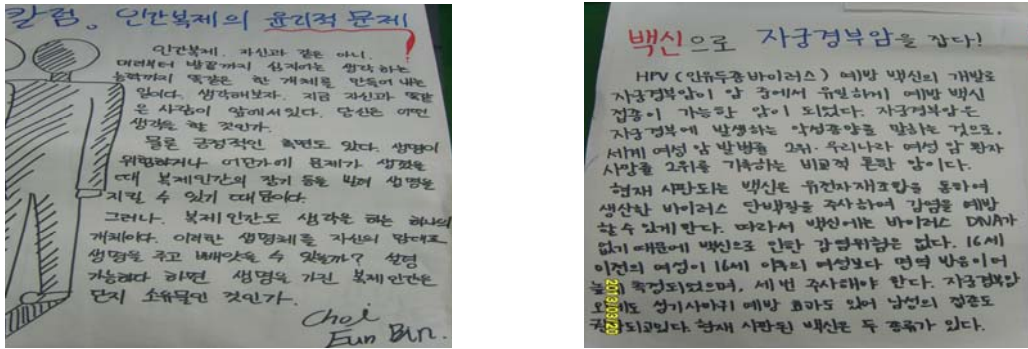 칼럼. 인간복제의 윤리적 문제!
인간복제. 자신과 같은 아니.
머리부터 발끝까지 심지어는 생각하는
능력까지 똑같은 한 개체를 만들어 내는
일이다. 생각해보자. 지금 자신과 똑같
은 사람이 앞에 서있다. 당신은 어떤
생각을 할 것인가.
물론 긍정적인 측면도 있다. 생명이
위험하거나 어딘가에 문제가 생겼을
때 복제인간의 장기 등을 빌려 생명을
지킬 수 있기 때문이다.
그러나. 복제인간도 생각을 하는 하나의
개체이다. 이러한 생명체를 자신의 맘대로
생명을 주고 빼앗을 수 있을까? 설령
가능하다 하면 생명을 가진 복제인간은
단지 소유물인 것인가.
Choi
Eun Bin.
백신으로 자궁경부암을 잡다!
HPV (인유두종바이러스) 예방 백신의 개발로
자궁경부암이 암 중에서 유일하게 예방 백신
접종이 가능한 암이 되었다. 자궁경부암은
자궁경부에 발생하는 악성종양을 말하는 것으로.
세계 여성 암 발병률 2위. 우리나라 여성 암 환자
사망률 2위를 기록하는 비교적 흔한 암이다.
현재 시판되는 백신은 유전자재조합을 통하여
생산한 바이러스 단백질을 주사하여 감염을 예방
할 수 있게 한다. 따라서 백신에는 바이러스 DNA가
없기 때문에 백신으로 인한 감염위험은 없다. 16세
이전의 여성이 16세 이후의 여성보다 면역 반응이 더
높게 측정되었으며, 세 번 주사해야 한다. 자궁경부암
외에도 성기사마귀 예방 효과도 있어 남성의 접종도
되고있다. 현재 시판된 백신은 두 종류가 있다.
2013/09/20